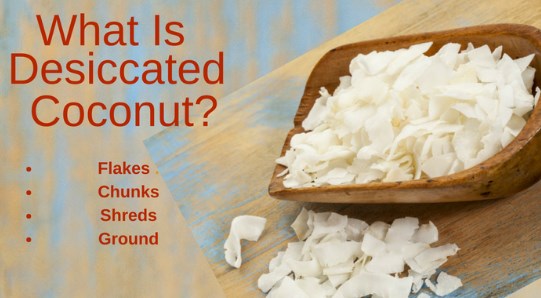 What Is
Desiccated
Coconut?
• Flakes
• Chunks
• Shreds
• Ground